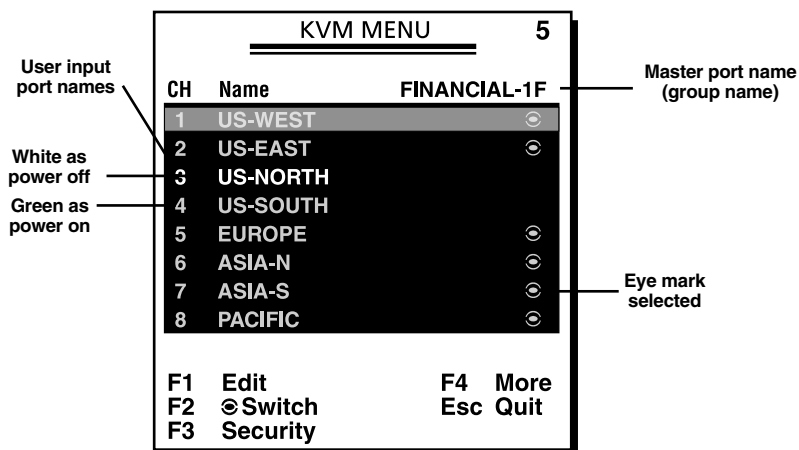 KVM MENU 5
User input
port names
CH Name FINANCIAL-1F
Master port name
(group name)
1 US-WEST
2 US-EAST
White as
power off
3 US-NORTH
Green as
power on
4 US-SOUTH
5 EUROPE
6 ASIA-N
7 ASIA-S
Eye mark
selected
8 PACIFIC
F1 Edit F4 More
F2 Switch Esc Quit
F3 Security